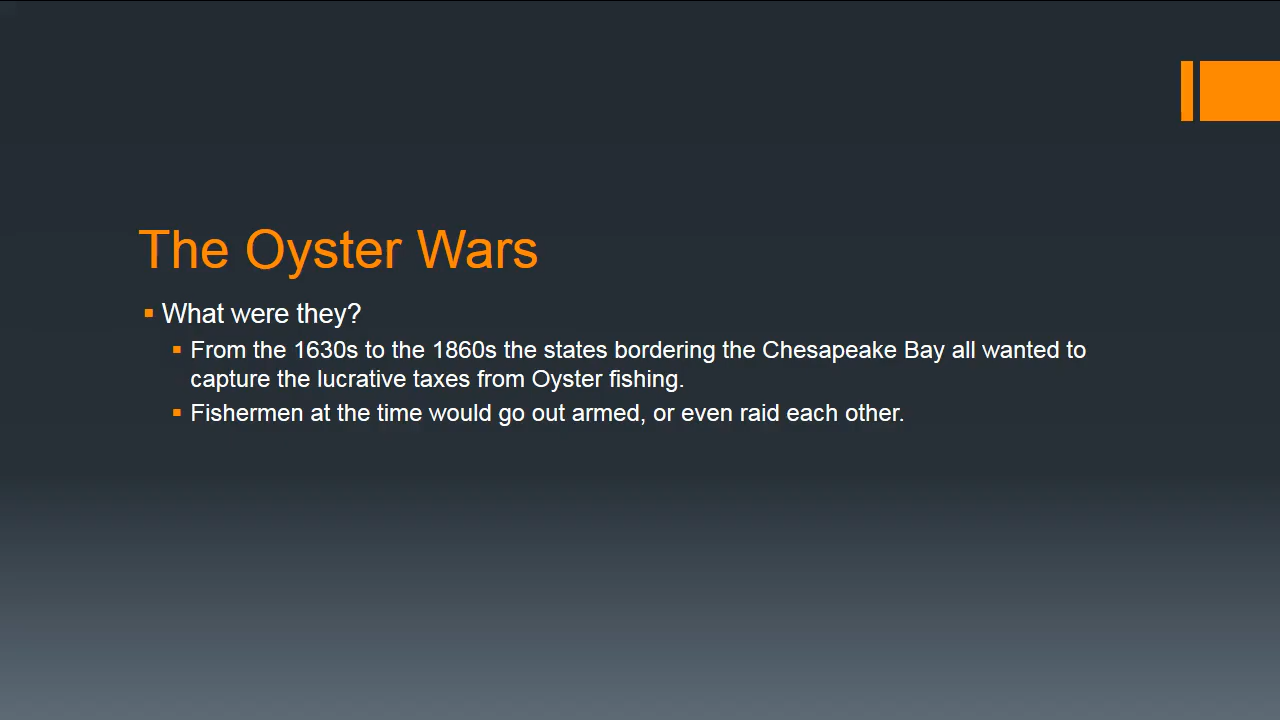 The Oyster Wars
What were they?
From the 1630s to the 1860s the states bordering the Chesapeake Bay all wanted to
capture the lucrative taxes from Oyster fishing.
Fishermen at the time would go out armed, or even raid each other.